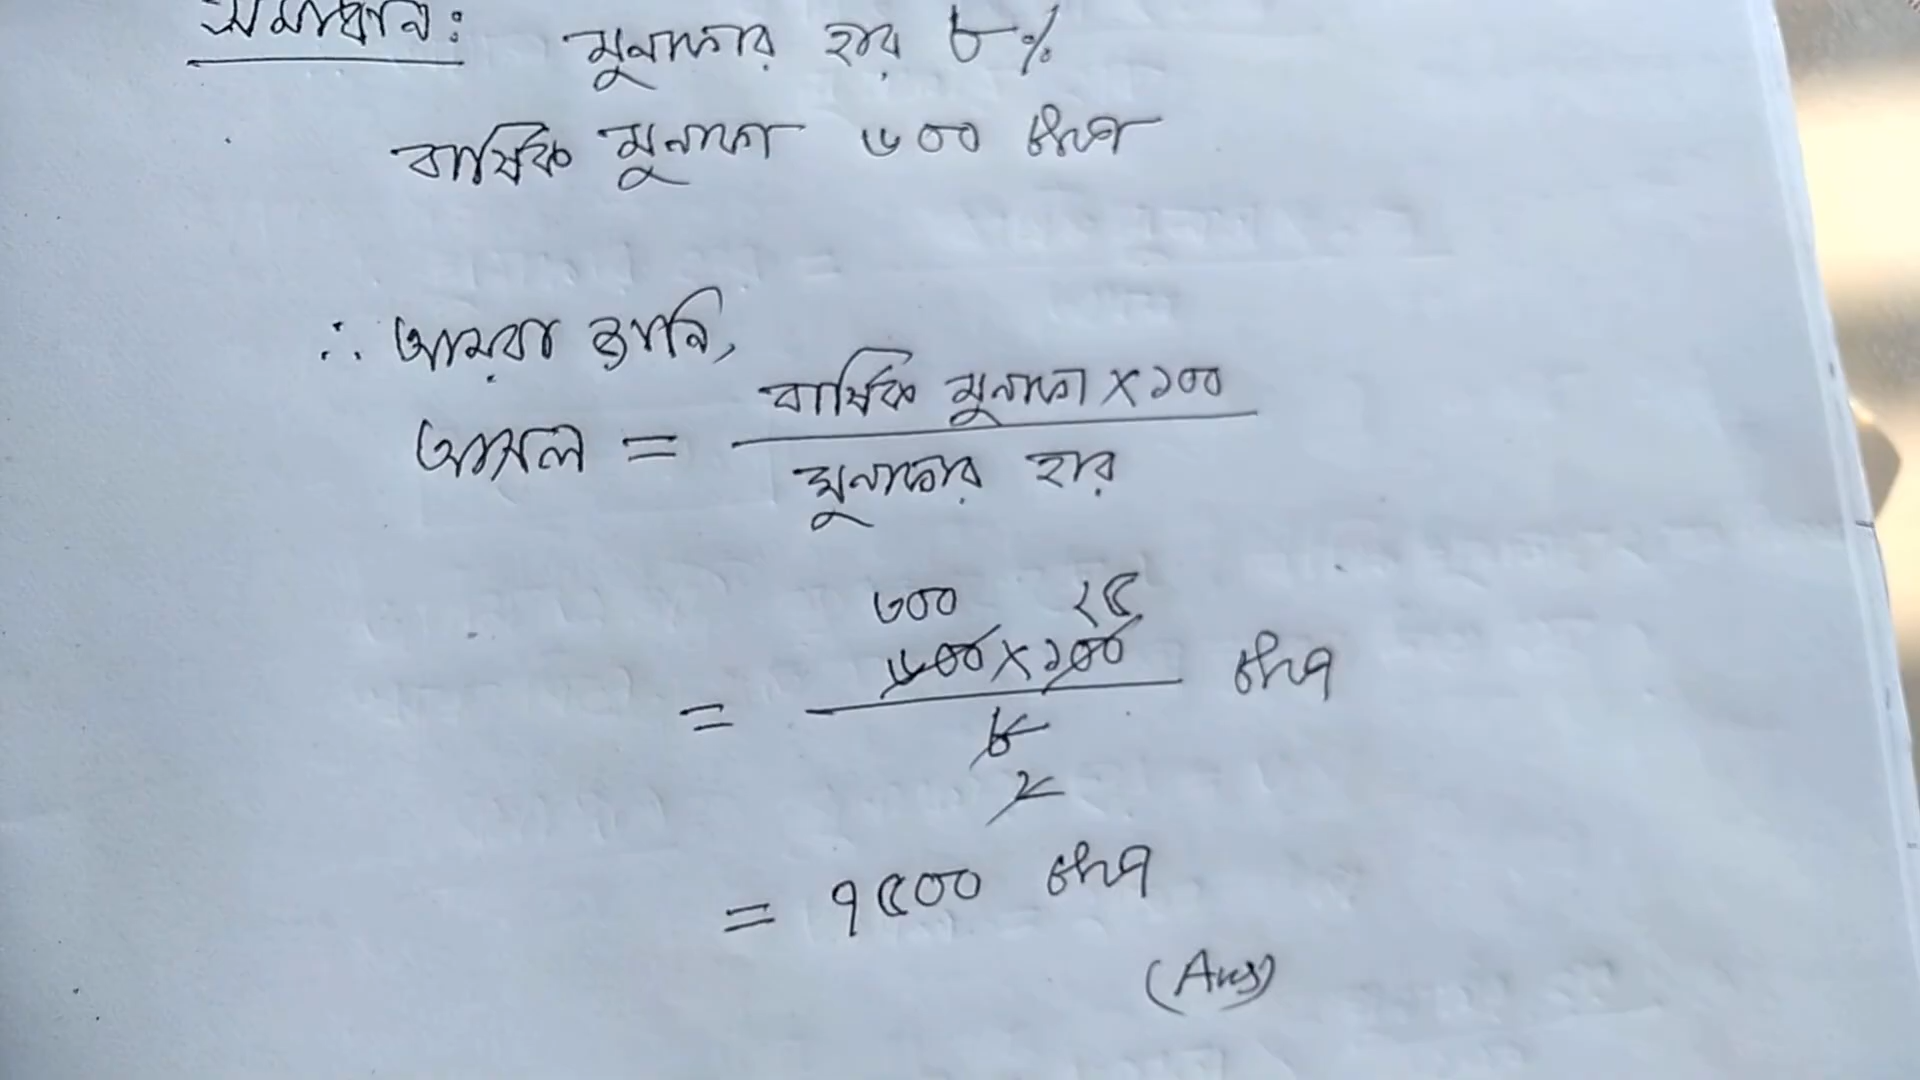 সমাধান: মুনাফার হার ৮%
বার্ষিক মুনাফা ৬০০ টাকা
∴ আমরা জানি,
আসল = বার্ষিক মুনাফা × ১০০
মুনাফার হার
৩০০ ২৫
= ৬০০ × ১০০ টাকা
৮
২
= ৭৫০০ টাকা
(Ans)